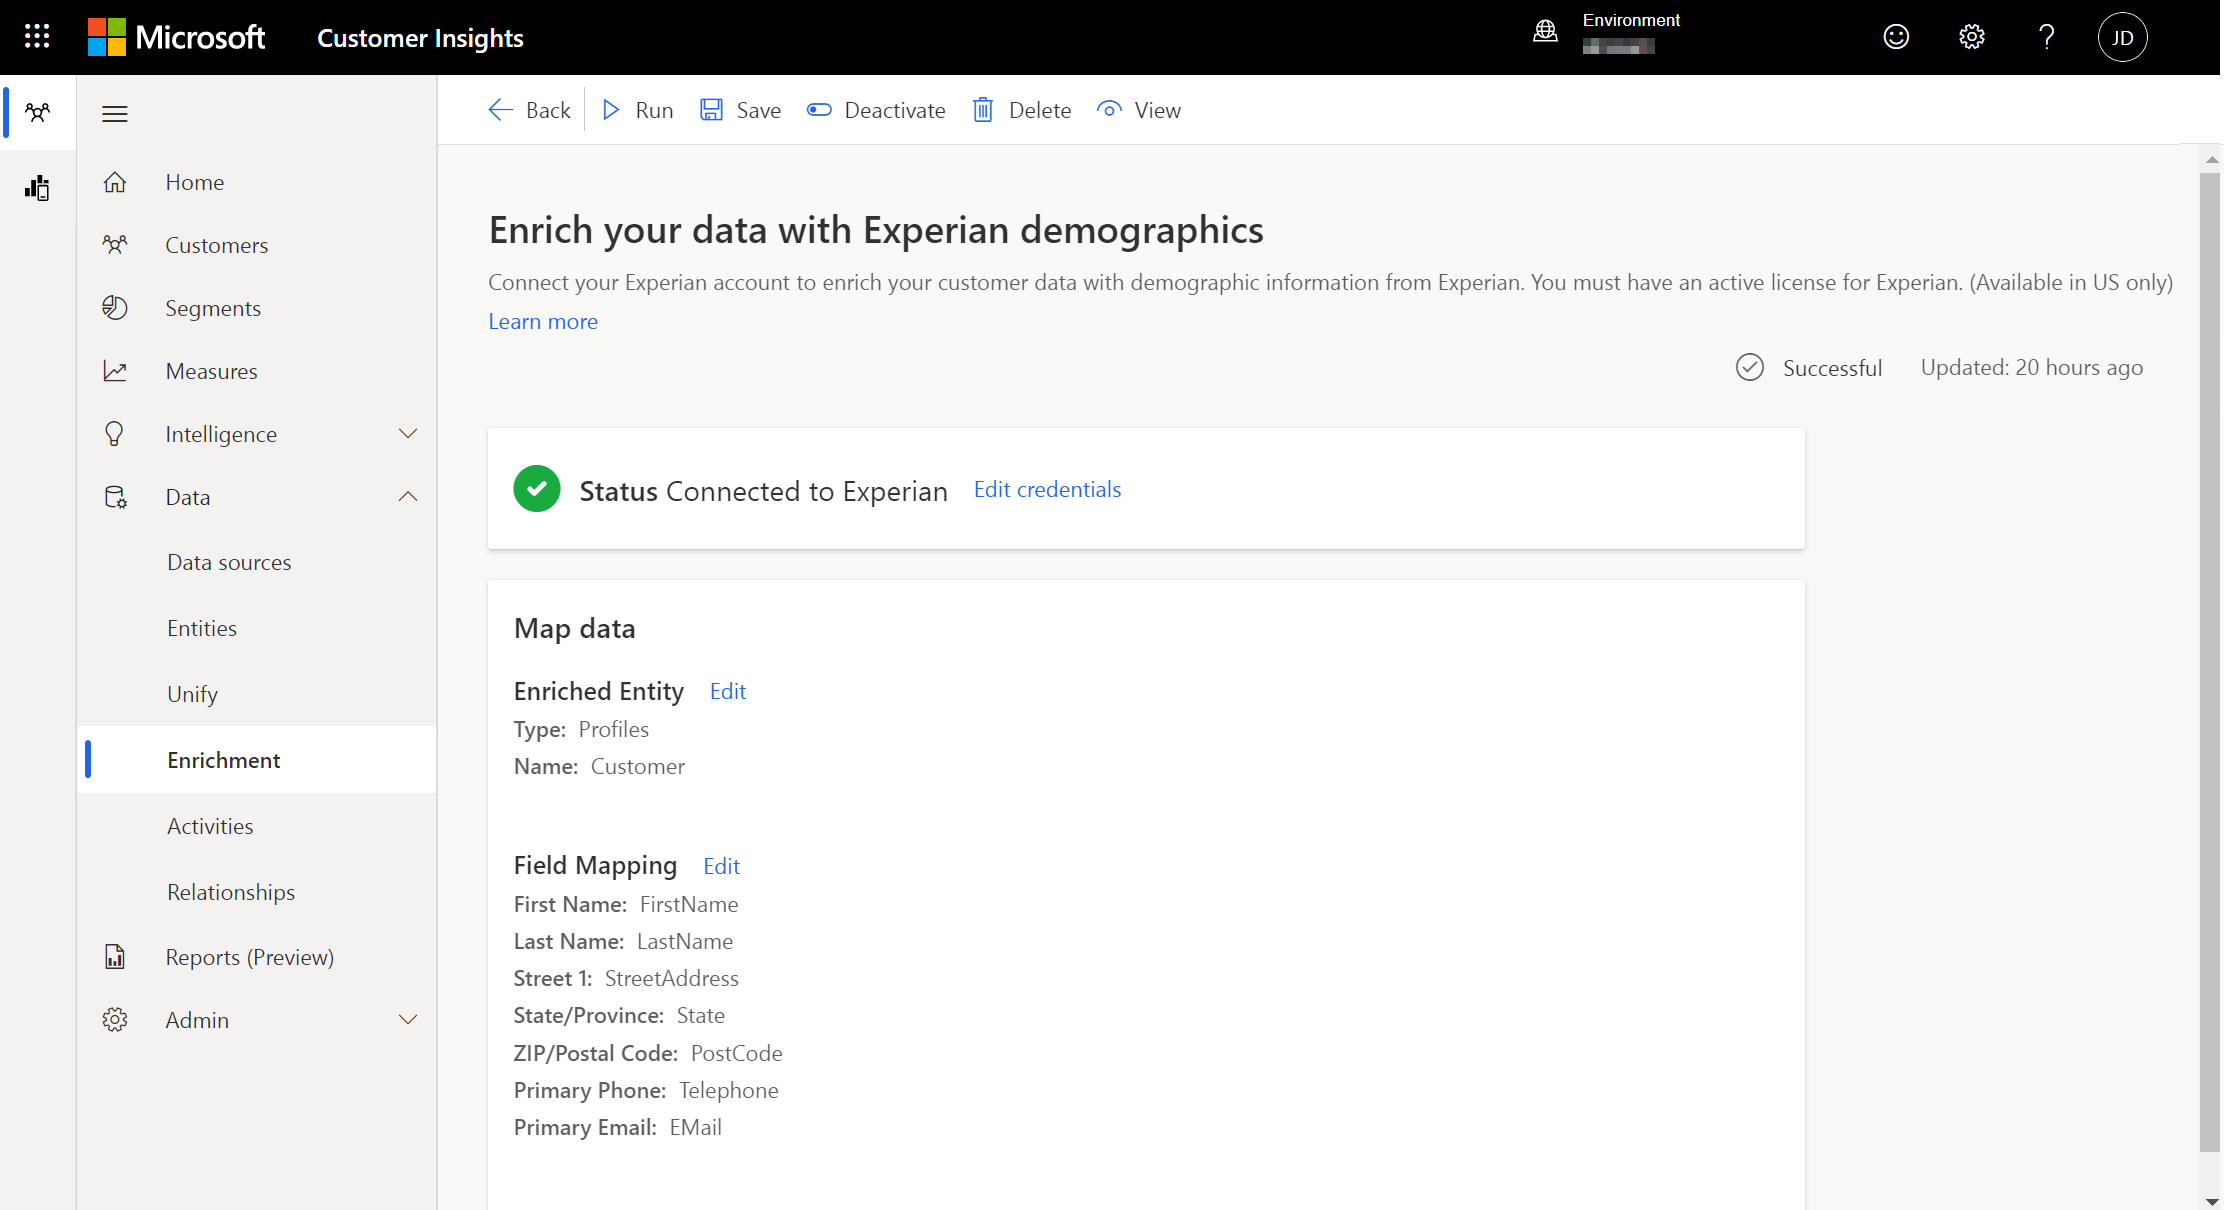 Microsoft Customer Insights Environment JD
Back Run Save Deactivate Delete View
Home
Customers
Segments
Measures
Intelligence
Data
Data sources
Entities
Unify
Enrichment
Activities
Relationships
Reports (Preview)
Admin
Enrich your data with Experian demographics
Connect your Experian account to enrich your customer data with demographic information from Experian. You must have an active license for Experian. (Available in US only)
Learn more
Successful Updated: 20 hours ago
Status Connected to Experian Edit credentials
Map data
Enriched Entity Edit
Type: Profiles
Name: Customer
Field Mapping Edit
First Name: FirstName
Last Name: LastName
Street 1: StreetAddress
State/Province: State
ZIP/Postal Code: PostCode
Primary Phone: Telephone
Primary Email: EMail